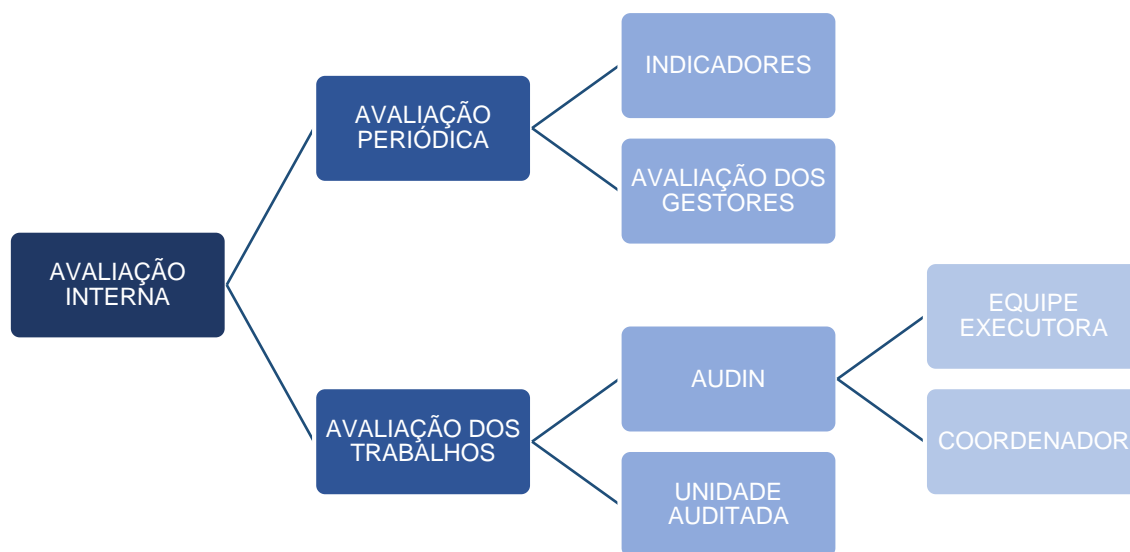 AVALIAÇÃO
INTERNA
AVALIAÇÃO
PERIÓDICA
INDICADORES
AVALIAÇÃO DOS
GESTORES
AVALIAÇÃO DOS
TRABALHOS
AUDIN
EQUIPE
EXECUTORA
COORDENADOR
UNIDADE
AUDITADA